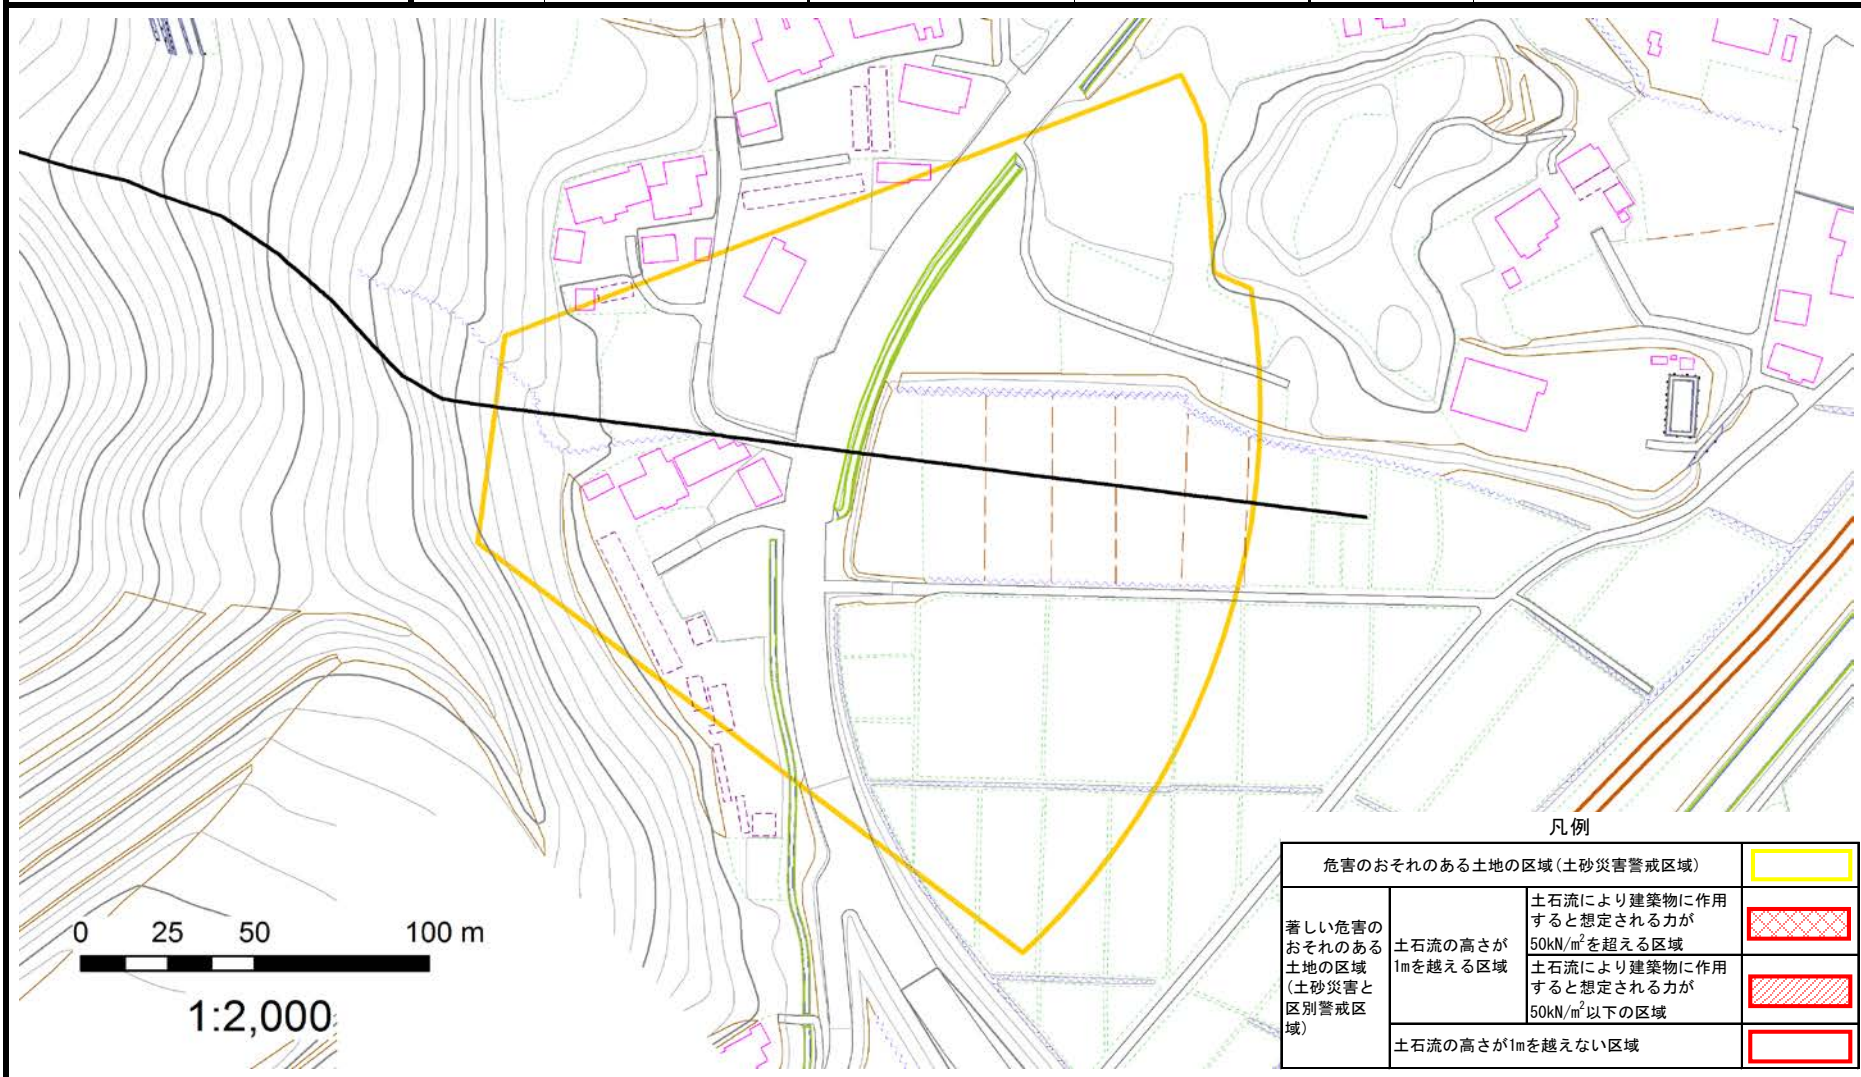 0 25 50 100 m
1:2,000
凡例
危害のおそれのある土地の区域(土砂災害警戒区域)
著しい危害の
おそれのある
土地の区域
(土砂災害と
区別警戒区
域)
土石流の高さが
1mを越える区域
土石流により建築物に作用
すると想定される力が
50kN/m²を超える区域
土石流により建築物に作用
すると想定される力が
50kN/m²以下の区域
土石流の高さが1mを越えない区域